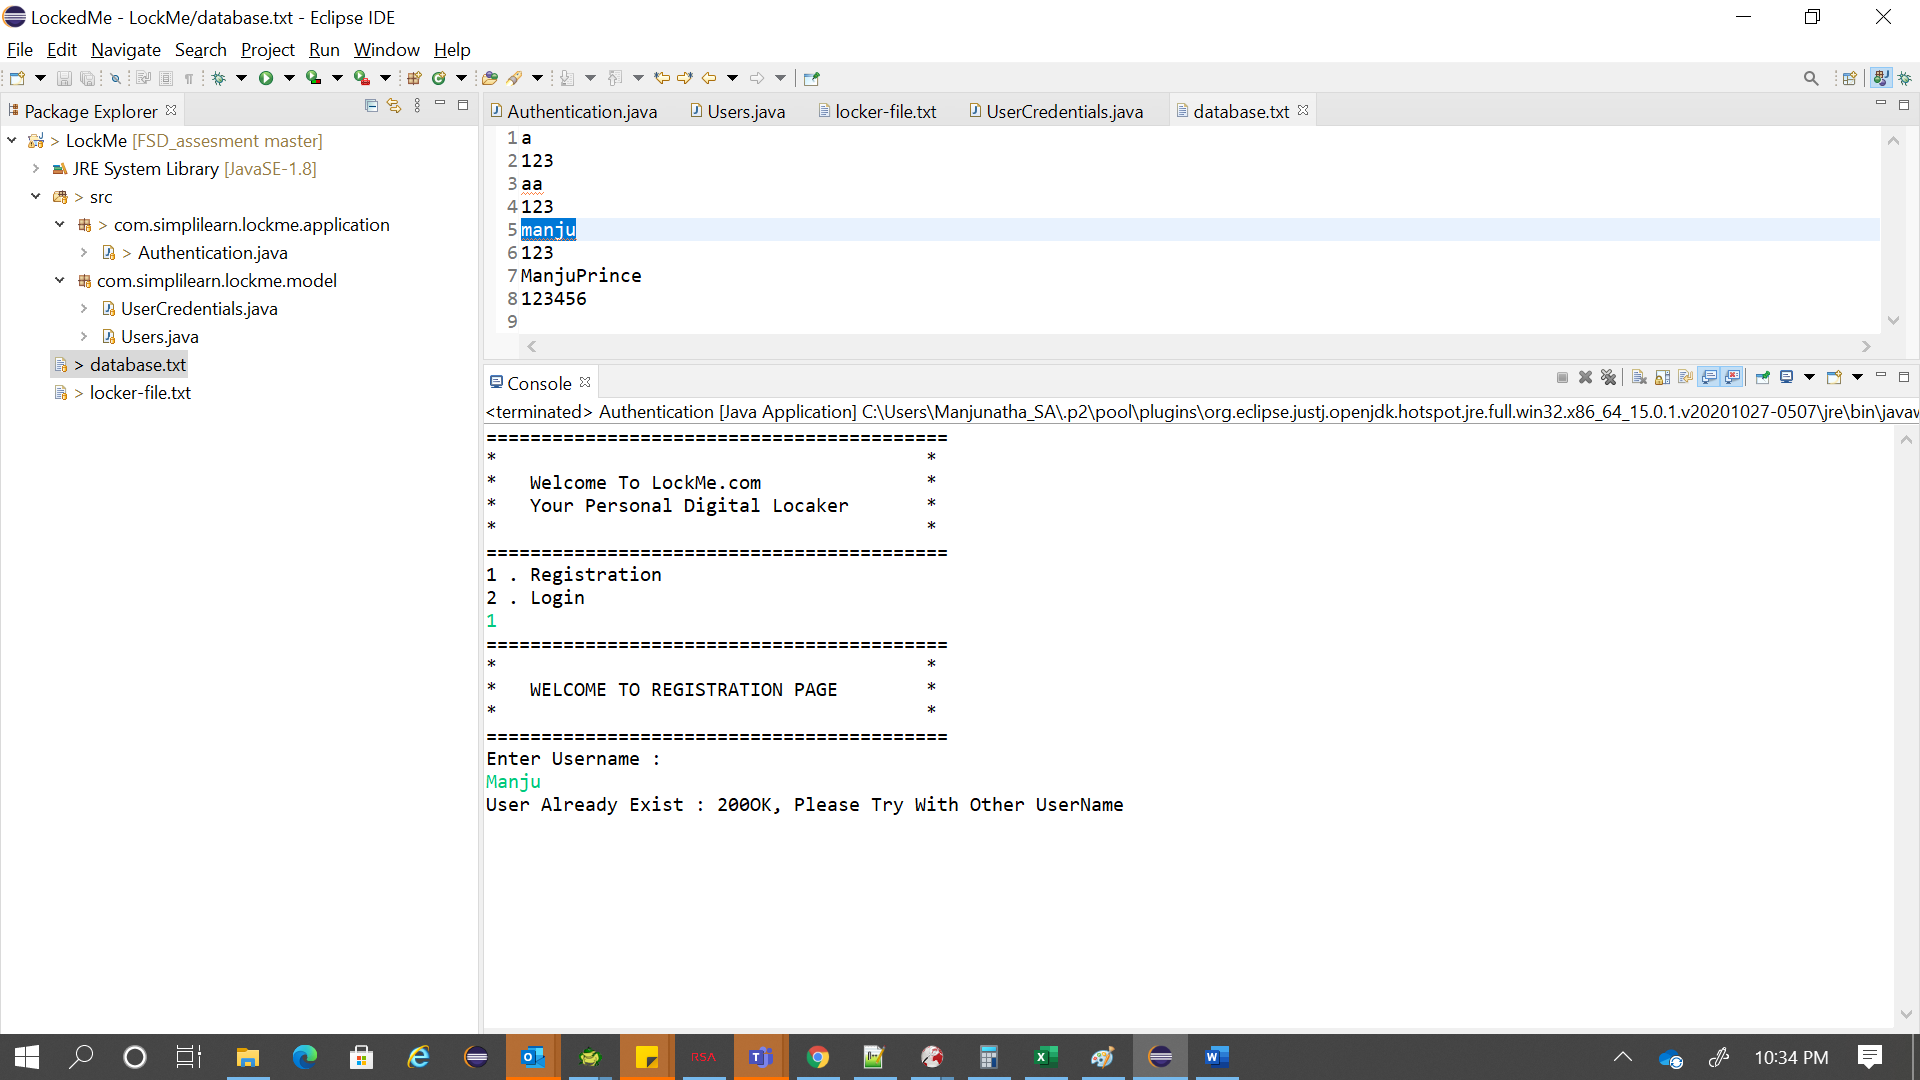 LockedMe - LockMe/database.txt - Eclipse IDE
File Edit Navigate Search Project Run Window Help
Package Explorer
> LockMe [FSD_assesment master]
JRE System Library [JavaSE-1.8]
> src
> com.simplilearn.lockme.application
> Authentication.java
com.simplilearn.lockme.model
UserCredentials.java
Users.java
> database.txt
> locker-file.txt
Authentication.java Users.java locker-file.txt UserCredentials.java database.txt
1 a
2 123
3 aa
4 123
5 manju
6 123
7 ManjuPrince
8 123456
9
Console
<terminated> Authentication [Java Application] C:\Users\Manjunatha_SA\.p2\pool\plugins\org.eclipse.justj.openjdk.hotspot.jre.full.win32.x86_64_15.0.1.v20201027-0507\jre\bin\javaw
==========================================
* *
* Welcome To LockMe.com *
* Your Personal Digital Locaker *
* *
==========================================
1 . Registration
2 . Login
1
==========================================
* *
* WELCOME TO REGISTRATION PAGE *
* *
==========================================
Enter Username :
Manju
User Already Exist : 200OK, Please Try With Other UserName
RSA
10:34 PM